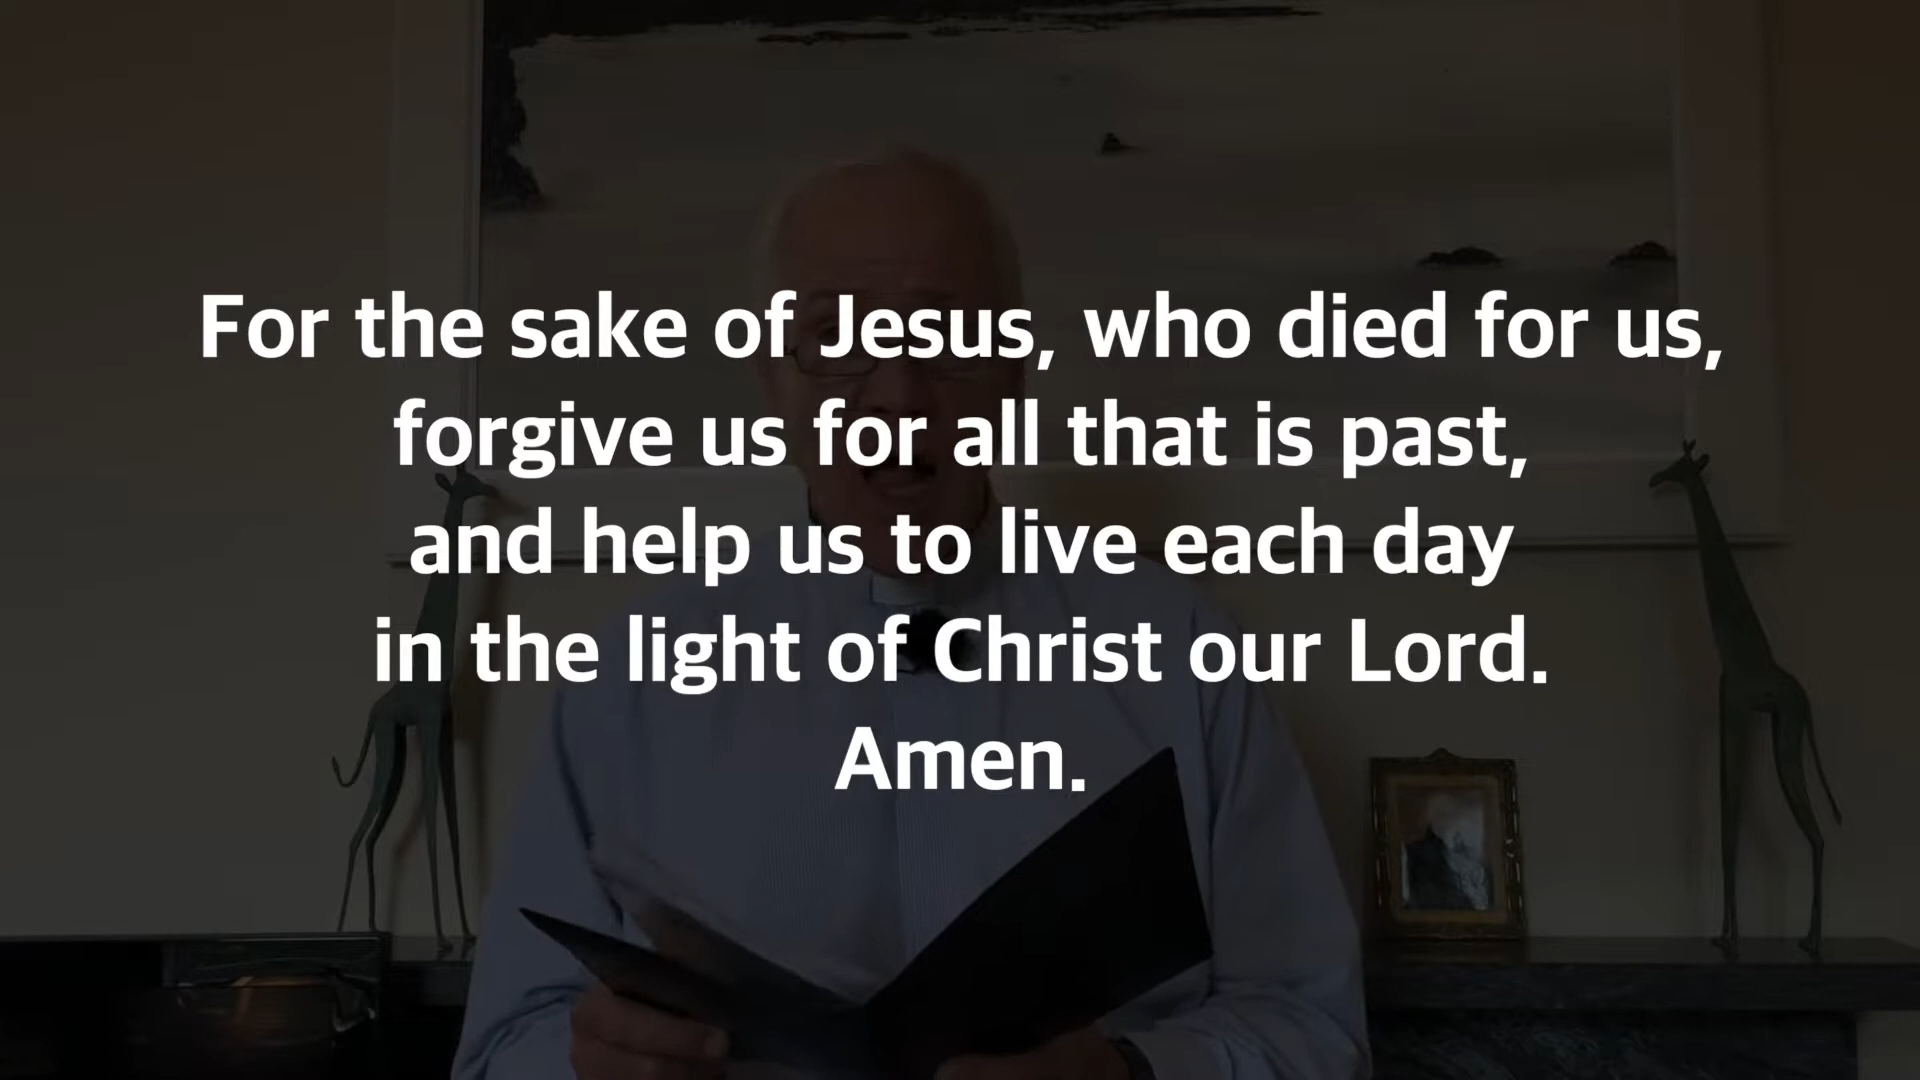 For the sake of Jesus, who died for us,
forgive us for all that is past,
and help us to live each day
in the light of Christ our Lord.
Amen.